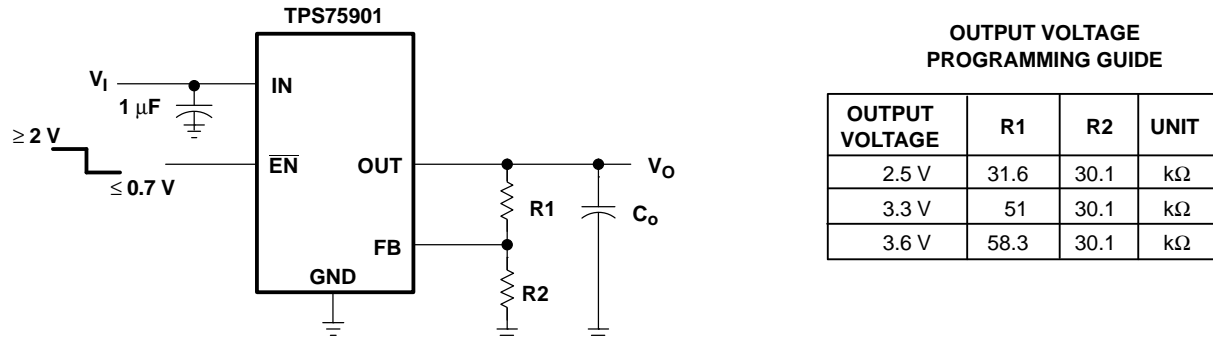 TPS75901
V_I
IN
1 μF
≥ 2 V
≤ 0.7 V
E̅N̅
OUT
V_O
R1
C_o
FB
GND
R2
OUTPUT VOLTAGE
PROGRAMMING GUIDE
OUTPUT VOLTAGE R1 R2 UNIT
2.5 V 31.6 30.1 kΩ
3.3 V 51 30.1 kΩ
3.6 V 58.3 30.1 kΩ